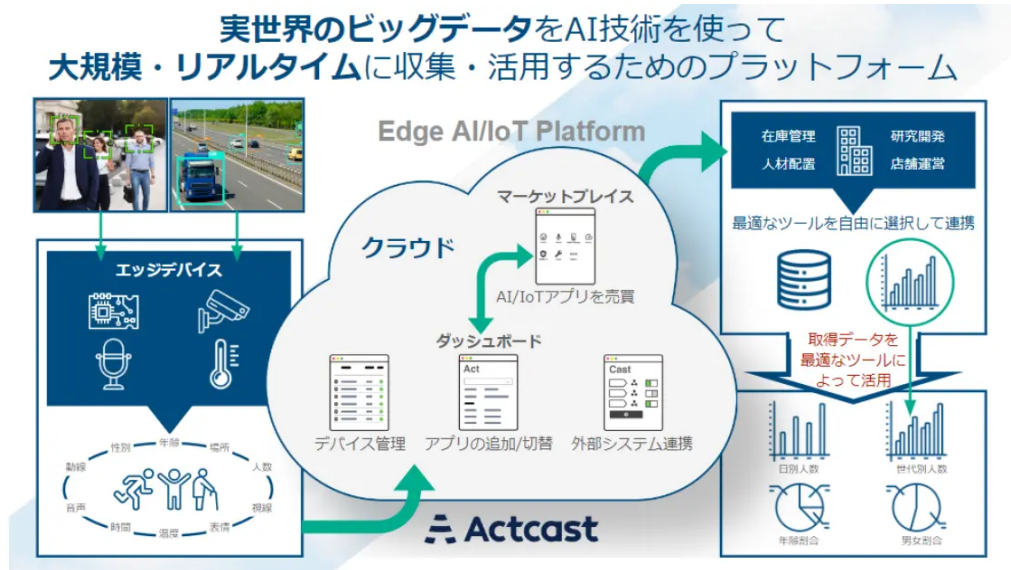 実世界のビッグデータをAI技術を使って
大規模・リアルタイムに収集・活用するためのプラットフォーム
Edge AI/IoT Platform
エッジデバイス
年齢
性別
場所
動線
人数
音声
視線
時間
温度
表情
クラウド
マーケットプレイス
AI/IoTアプリを売買
ダッシュボード
Act
Cast
デバイス管理
アプリの追加/切替
外部システム連携
Actcast
在庫管理
研究開発
人材配置
店舗運営
最適なツールを自由に選択して連携
取得データを
最適なツールに
よって活用
日別人数
世代別人数
年齢割合
男女割合